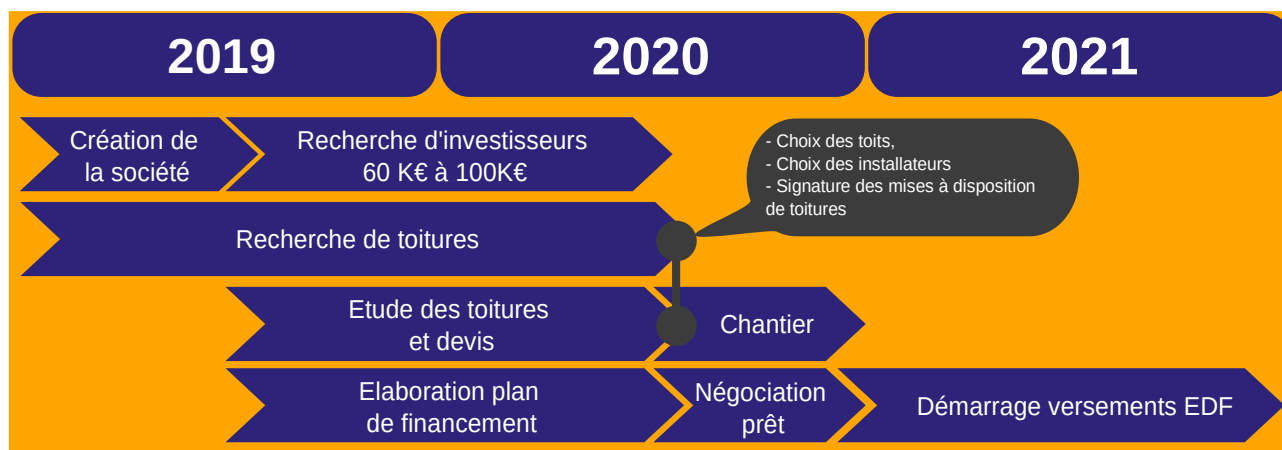 2019
2020
2021
Création de
la société
Recherche d'investisseurs
60 K€ à 100K€
- Choix des toits,
- Choix des installateurs
- Signature des mises à disposition
de toitures
Recherche de toitures
Etude des toitures
et devis
Chantier
Elaboration plan
de financement
Négociation
prêt
Démarrage versements EDF